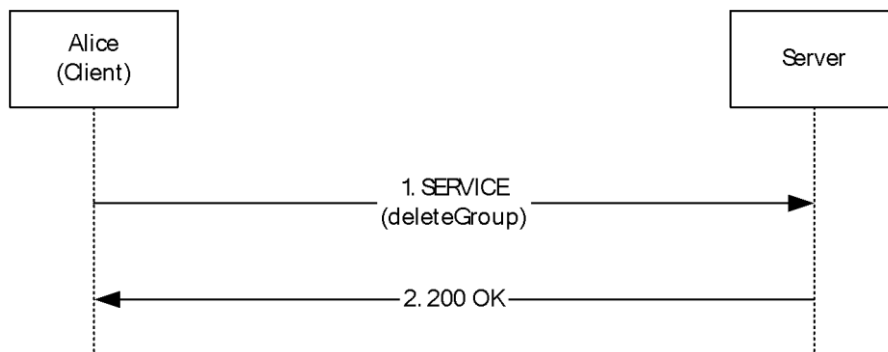 Alice
(Client)
Server
1. SERVICE
(deleteGroup)
2. 200 OK